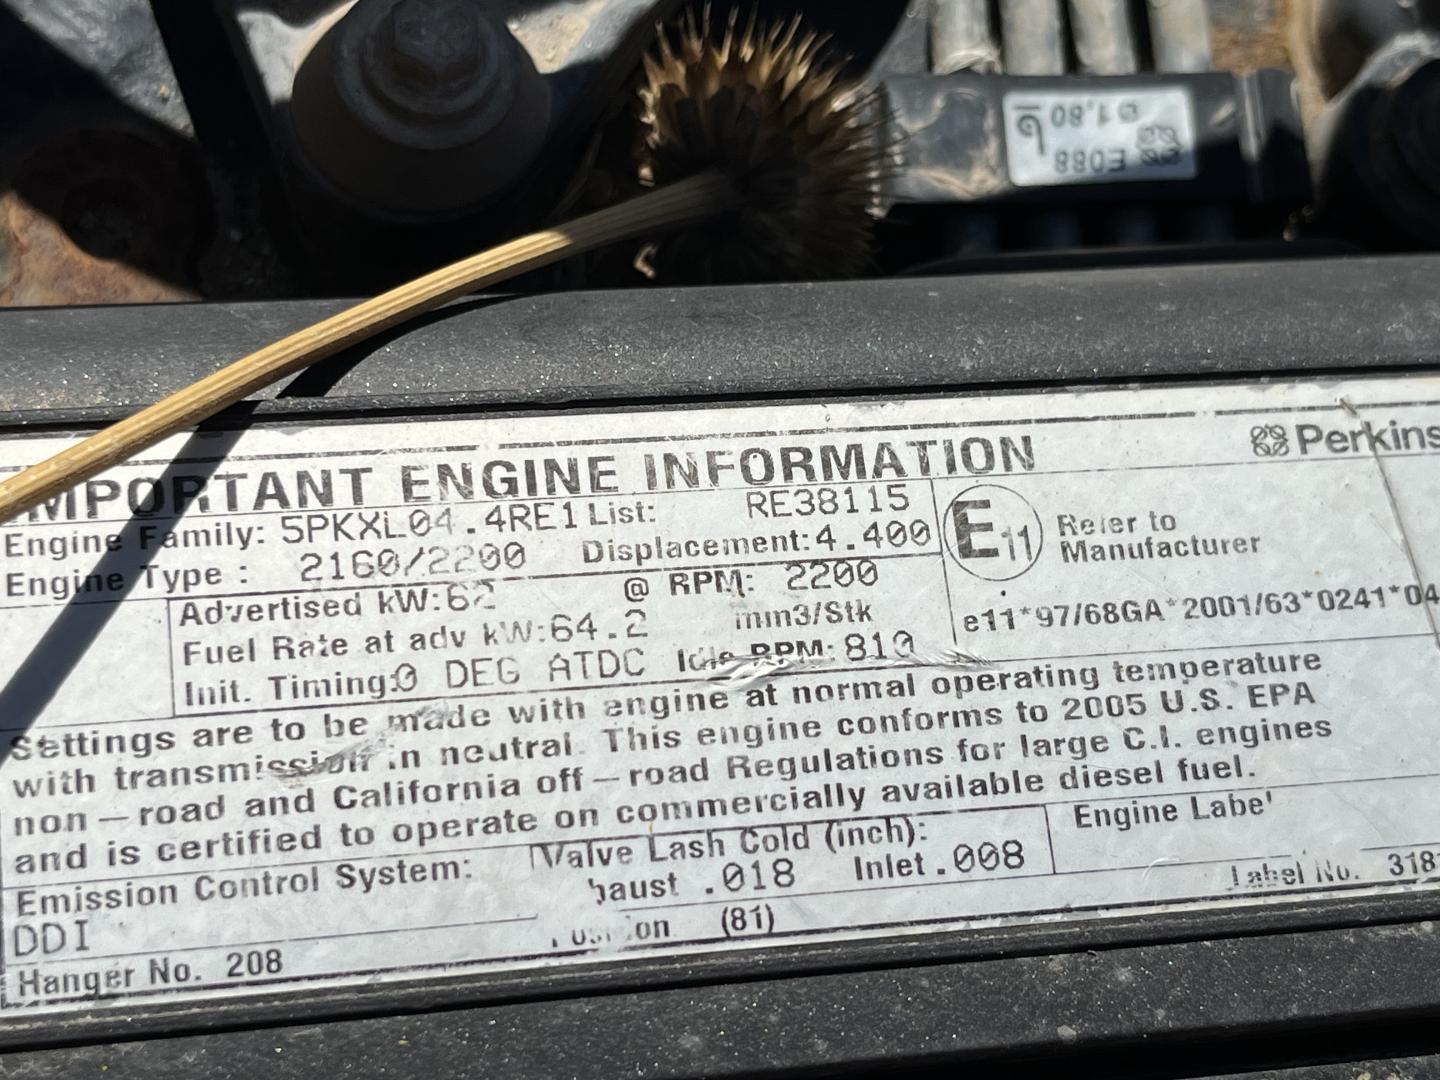 E088
1,80
IMPORTANT ENGINE INFORMATION
Perkins
Engine Family: 5PKXL04.4RE1 List: RE38115
Engine Type : 2160/2200 Displacement: 4.400
E11 Refer to
Manufacturer
Advertised kW: 62 @ RPM: 2200
Fuel Rate at adv kW: 64.2 mm3/Stk
e11*97/68GA*2001/63*0241*04
Init. Timing: 0 DEG ATDC Idle RPM: 810
Settings are to be made with engine at normal operating temperature
with transmission in neutral. This engine conforms to 2005 U.S. EPA
non-road and California off-road Regulations for large C.I. engines
and is certified to operate on commercially available diesel fuel.
Emission Control System:
DDI
Valve Lash Cold (inch):
haust .018 Inlet .008
Engine Label
Label No. 318
Position (81)
Hanger No. 208